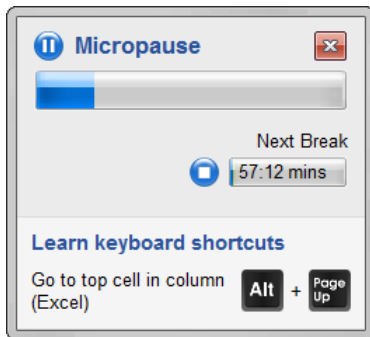 Micropause
Next Break
57:12 mins
Learn keyboard shortcuts
Go to top cell in column
(Excel)
Alt + Page Up